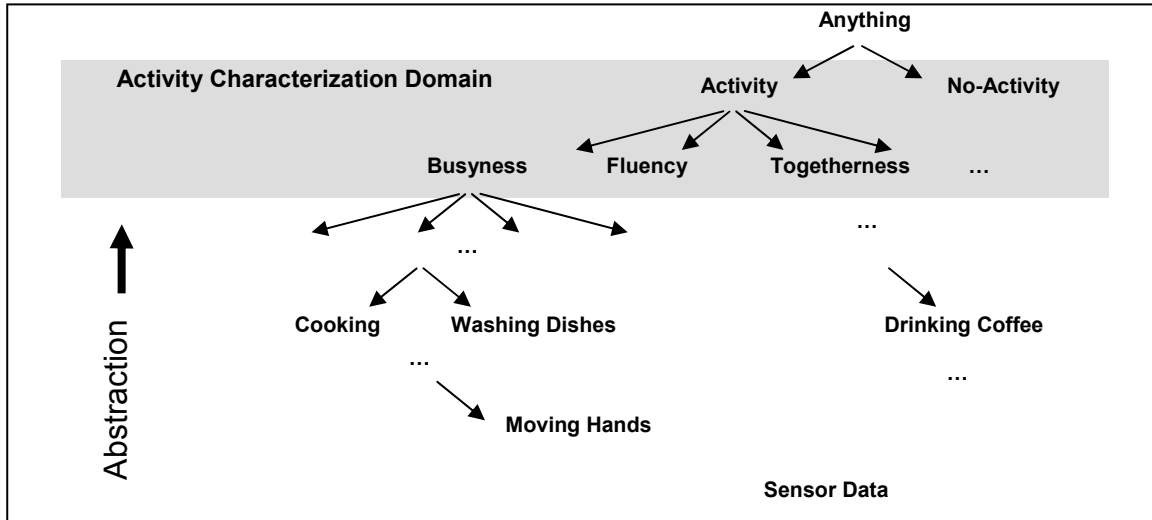 Anything
Activity Characterization Domain
Activity
No-Activity
Busyness
Fluency
Togetherness
...
...
...
Cooking
Washing Dishes
Drinking Coffee
...
...
Moving Hands
Sensor Data
Abstraction